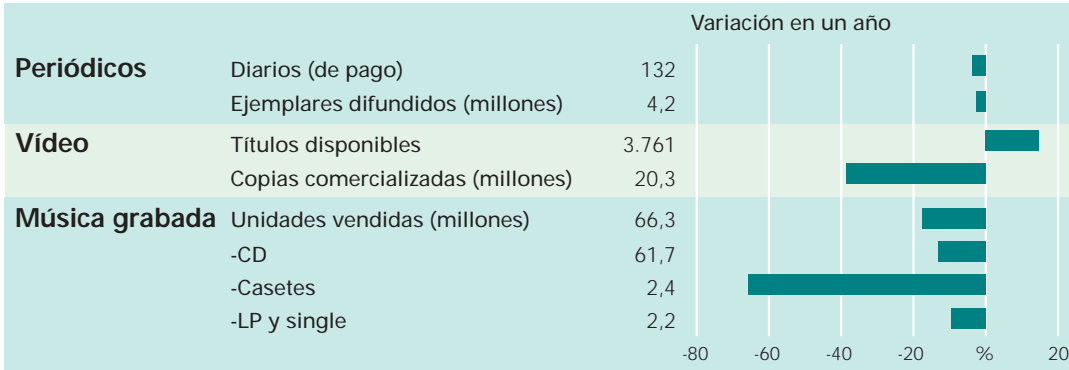 Variación en un año
Periódicos Diarios (de pago) 132
Ejemplares difundidos (millones) 4,2
Vídeo Títulos disponibles 3.761
Copias comercializadas (millones) 20,3
Música grabada Unidades vendidas (millones) 66,3
-CD 61,7
-Casetes 2,4
-LP y single 2,2
-80 -60 -40 -20 % 20